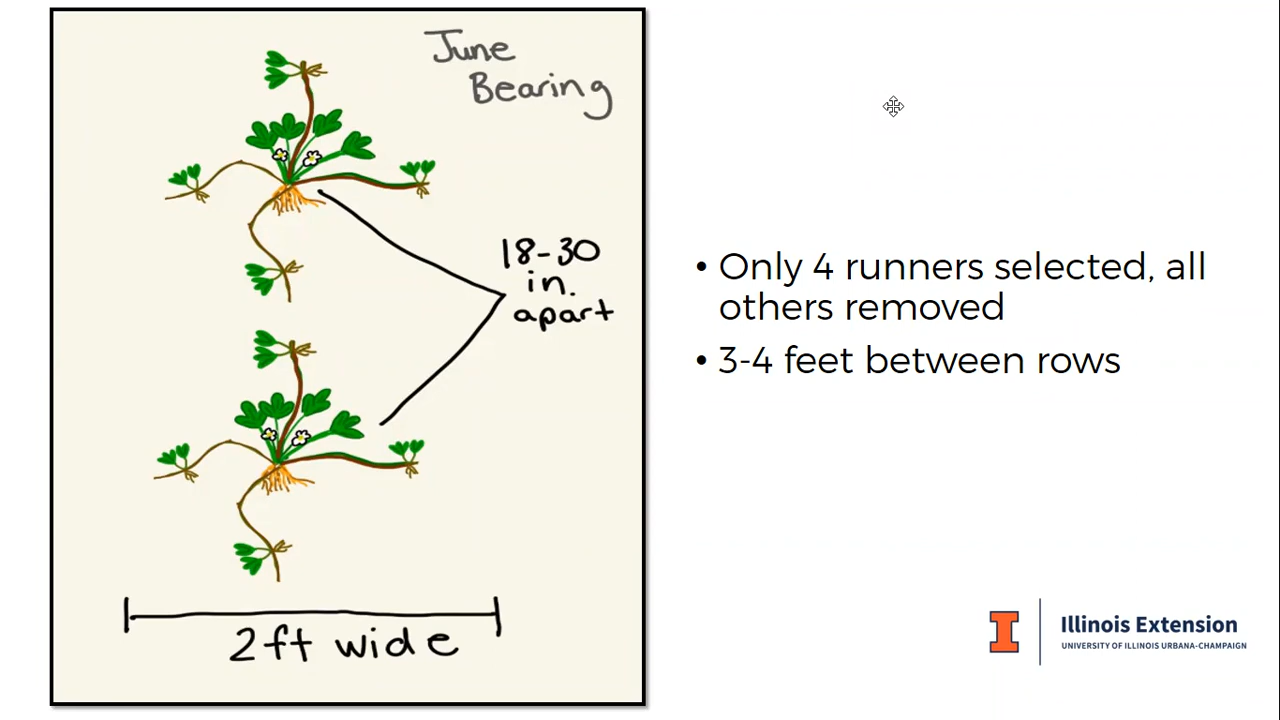 June
Bearing
18-30
in.
apart
2ft wide
• Only 4 runners selected, all
others removed
• 3-4 feet between rows
I
Illinois Extension
UNIVERSITY OF ILLINOIS URBANA-CHAMPAIGN